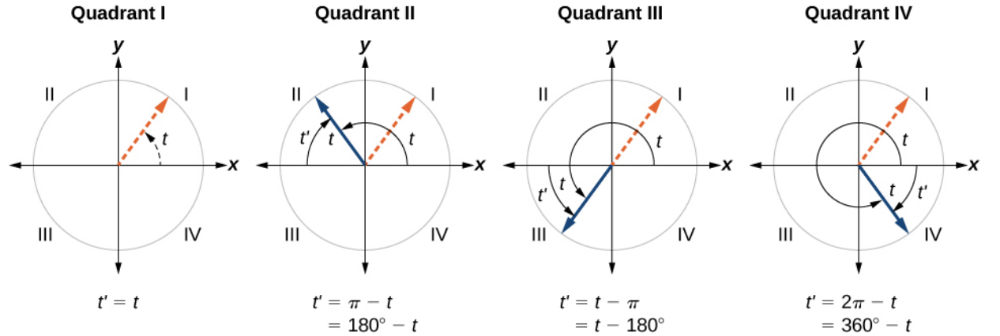 Quadrant I
y
II
I
t
x
III
IV
t' = t
Quadrant II
y
II
I
t'
t
t
x
III
IV
t' = π − t
= 180° − t
Quadrant III
y
II
I
t
x
t'
t
III
IV
t' = t − π
= t − 180°
Quadrant IV
y
II
I
t
x
t
t'
III
IV
t' = 2π − t
= 360° − t